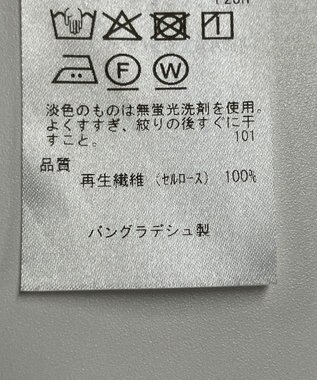 F
W
淡色のものは無蛍光洗剤を使用。
よくすすぎ、絞りの後すぐに干
すこと。 101
品質
再生繊維（セルロース） 100%
バングラデシュ製